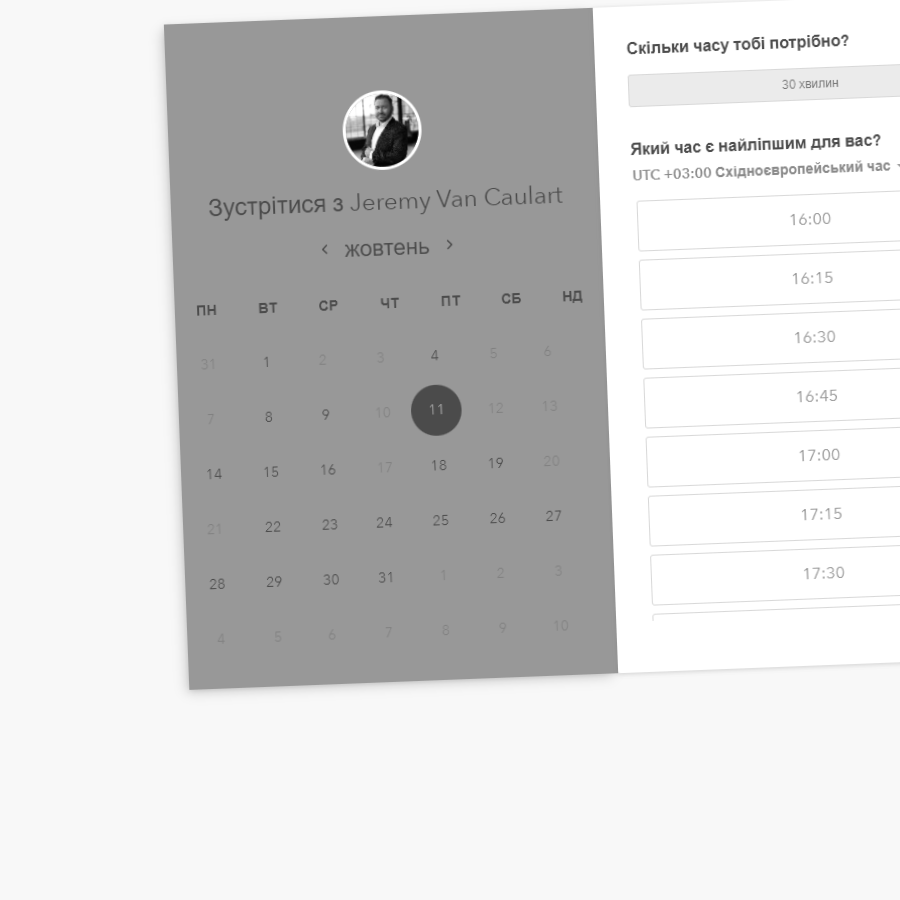 Зустрітися з Jeremy Van Caulart
‹ жовтень ›
ПН ВТ СР ЧТ ПТ СБ НД
31 1 2 3 4 5 6
7 8 9 10 11 12 13
14 15 16 17 18 19 20
21 22 23 24 25 26 27
28 29 30 31 1 2 3
4 5 6 7 8 9 10
Скільки часу тобі потрібно?
30 хвилин
Який час є найліпшим для вас?
UTC +03:00 Східноєвропейський час
16:00
16:15
16:30
16:45
17:00
17:15
17:30